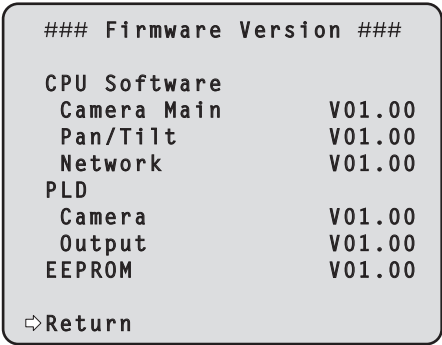 ### Firmware Version ###
CPU Software
Camera Main V01.00
Pan/Tilt V01.00
Network V01.00
PLD
Camera V01.00
Output V01.00
EEPROM V01.00
⇨Return